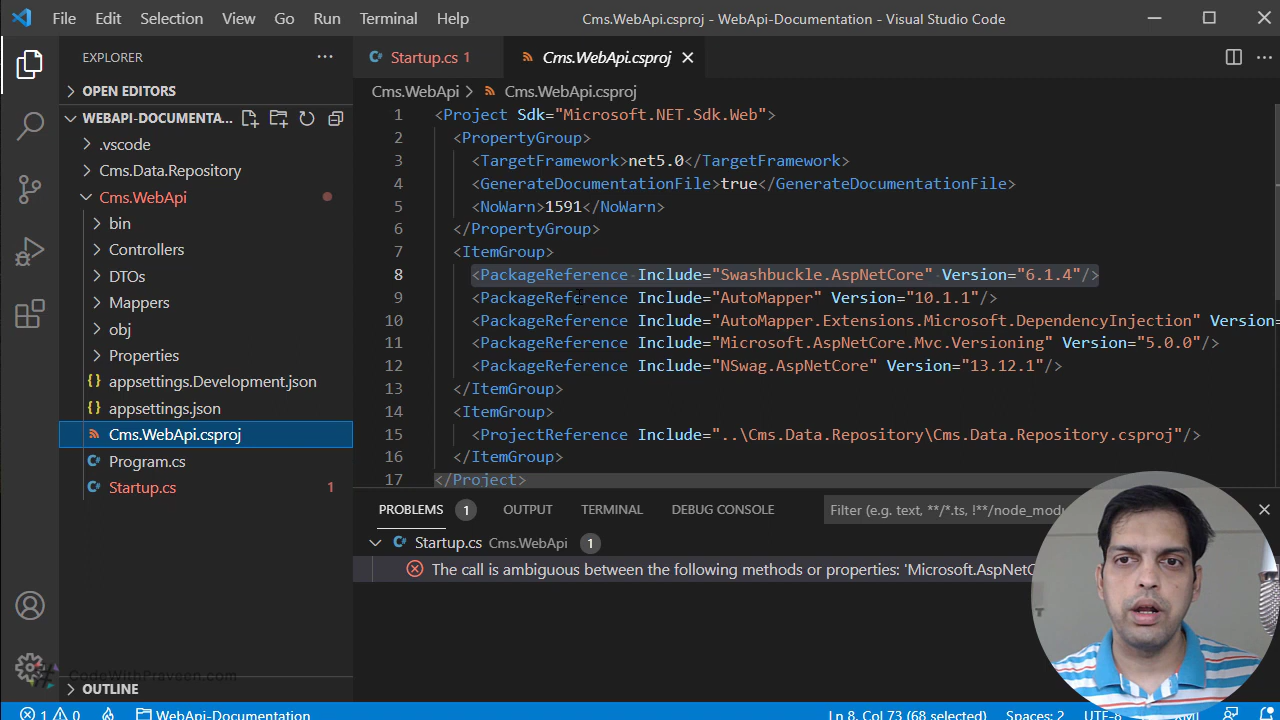 File Edit Selection View Go Run Terminal Help Cms.WebApi.csproj - WebApi-Documentation - Visual Studio Code
EXPLORER
OPEN EDITORS
WEBAPI-DOCUMENTA...
.vscode
Cms.Data.Repository
Cms.WebApi
bin
Controllers
DTOs
Mappers
obj
Properties
{} appsettings.Development.json
{} appsettings.json
Cms.WebApi.csproj
C# Program.cs
C# Startup.cs 1
CodeWithPraveen.com
OUTLINE
C# Startup.cs 1 Cms.WebApi.csproj
Cms.WebApi > Cms.WebApi.csproj
1 <Project Sdk="Microsoft.NET.Sdk.Web">
2 <PropertyGroup>
3 <TargetFramework>net5.0</TargetFramework>
4 <GenerateDocumentationFile>true</GenerateDocumentationFile>
5 <NoWarn>1591</NoWarn>
6 </PropertyGroup>
7 <ItemGroup>
8 <PackageReference Include="Swashbuckle.AspNetCore" Version="6.1.4"/>
9 <PackageReference Include="AutoMapper" Version="10.1.1"/>
10 <PackageReference Include="AutoMapper.Extensions.Microsoft.DependencyInjection" Version=
11 <PackageReference Include="Microsoft.AspNetCore.Mvc.Versioning" Version="5.0.0"/>
12 <PackageReference Include="NSwag.AspNetCore" Version="13.12.1"/>
13 </ItemGroup>
14 <ItemGroup>
15 <ProjectReference Include="..\Cms.Data.Repository\Cms.Data.Repository.csproj"/>
16 </ItemGroup>
17 </Project>
PROBLEMS 1 OUTPUT TERMINAL DEBUG CONSOLE Filter (e.g. text, **/*.ts, !**/node_modu
C# Startup.cs Cms.WebApi 1
The call is ambiguous between the following methods or properties: 'Microsoft.AspNetC
1 0 WebApi-Documentation Ln 8, Col 73 (68 selected) Spaces: 2 UTF-8